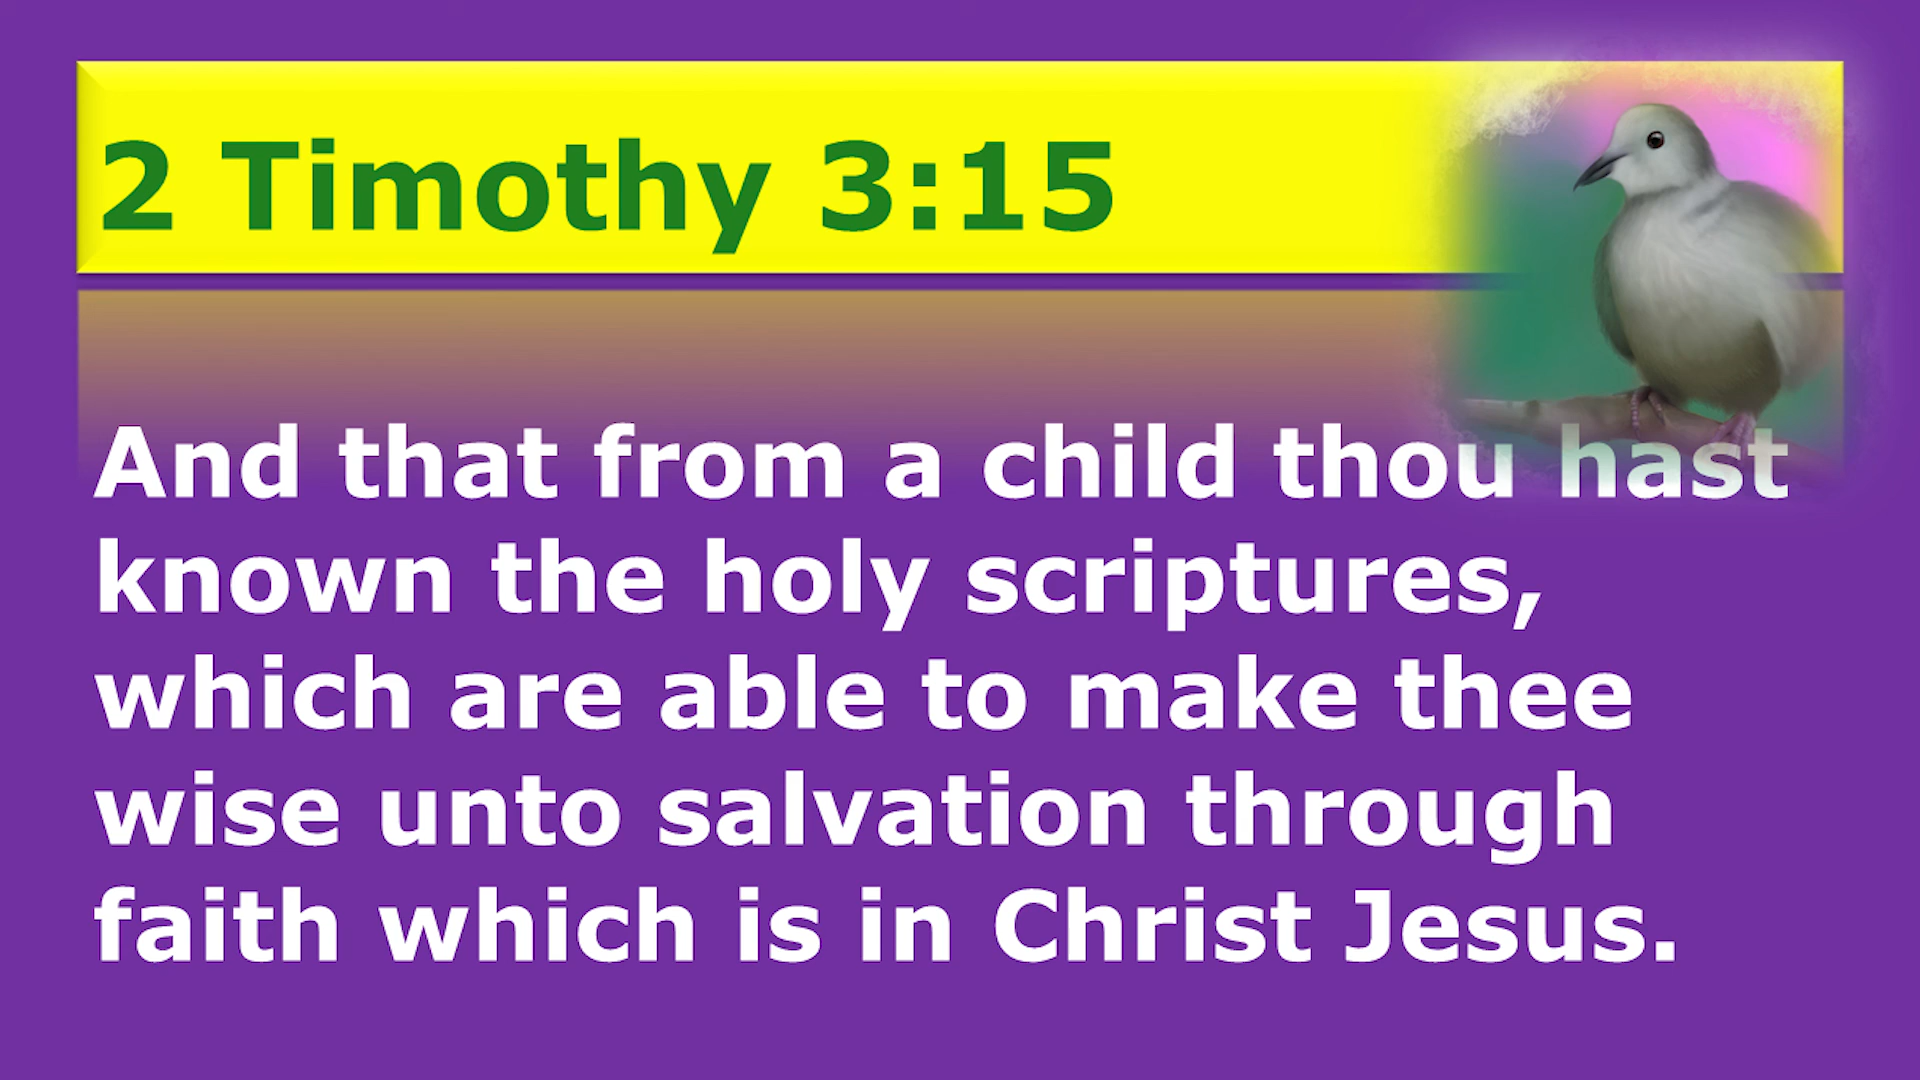 2 Timothy 3:15
And that from a child thou hast
known the holy scriptures,
which are able to make thee
wise unto salvation through
faith which is in Christ Jesus.